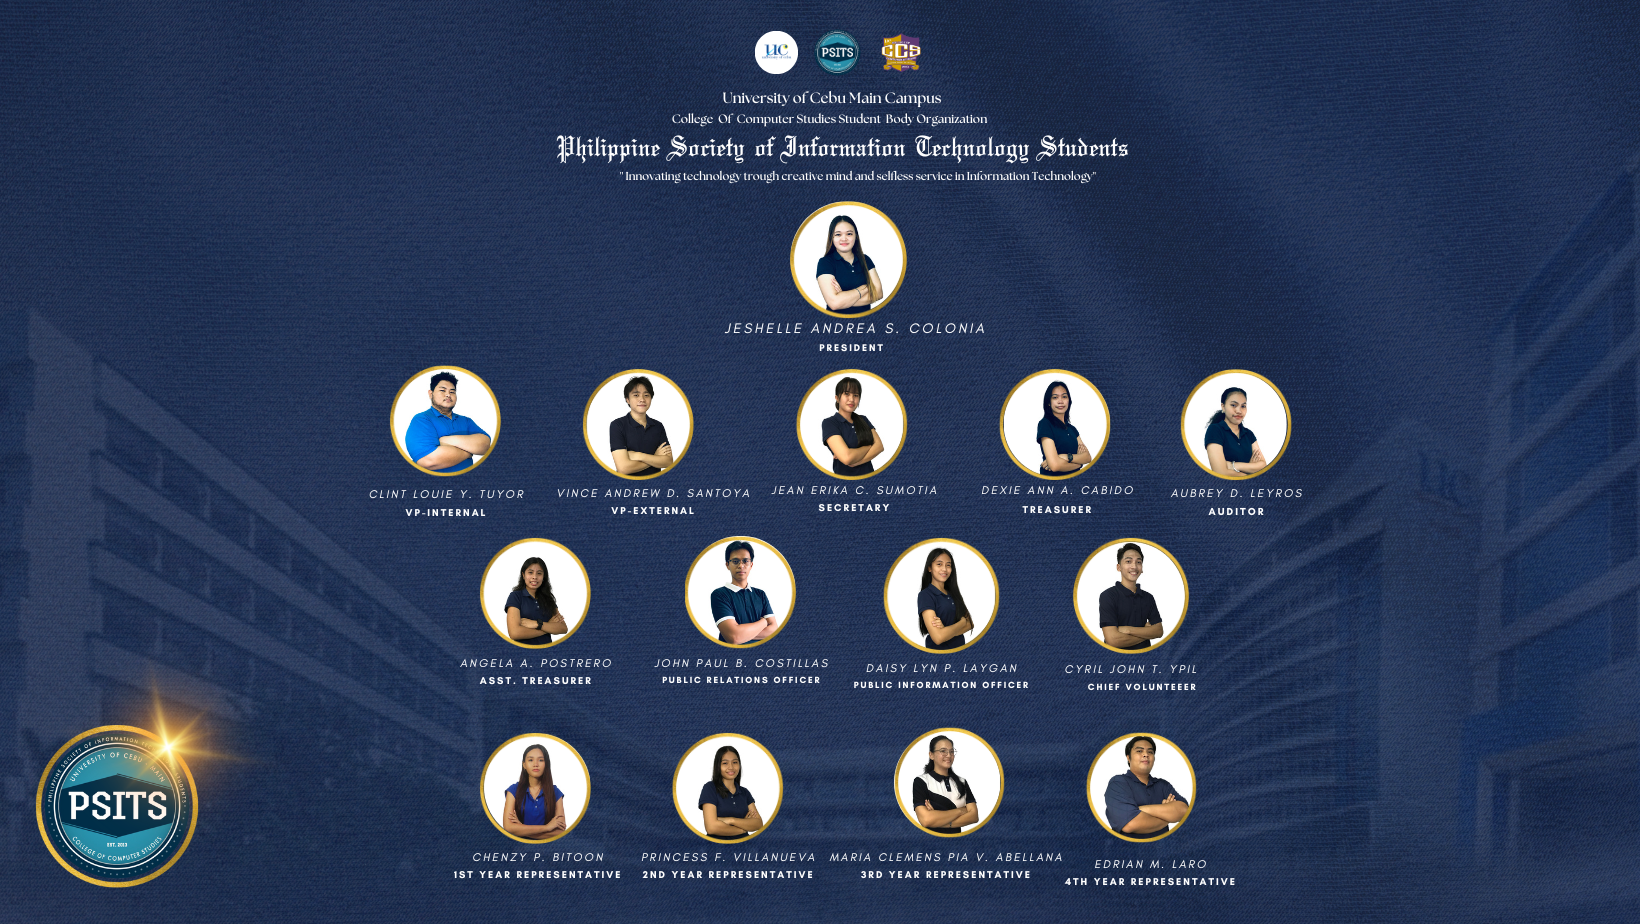 UC
PSITS
CCS
University of Cebu Main Campus
College Of Computer Studies Student Body Organization
Philippine Society of Information Technology Students
" Innovating technology trough creative mind and selfless service in Information Technology"
JESHELLE ANDREA S. COLONIA
PRESIDENT
CLINT LOUIE Y. TUYOR
VP-INTERNAL
VINCE ANDREW D. SANTOYA
VP-EXTERNAL
JEAN ERIKA C. SUMOTIA
SECRETARY
DEXIE ANN A. CABIDO
TREASURER
AUBREY D. LEYROS
AUDITOR
ANGELA A. POSTRERO
ASST. TREASURER
JOHN PAUL B. COSTILLAS
PUBLIC RELATIONS OFFICER
DAISY LYN P. LAYGAN
PUBLIC INFORMATION OFFICER
CYRIL JOHN T. YPIL
CHIEF VOLUNTEEER
CHENZY P. BITOON
1ST YEAR REPRESENTATIVE
PRINCESS F. VILLANUEVA
2ND YEAR REPRESENTATIVE
MARIA CLEMENS PIA V. ABELLANA
3RD YEAR REPRESENTATIVE
EDRIAN M. LARO
4TH YEAR REPRESENTATIVE
PHILIPPINE SOCIETY OF INFORMATION STUDENTS
UNIVERSITY OF CEBU MAIN
PSITS
COLLEGE OF COMPUTER STUDIES